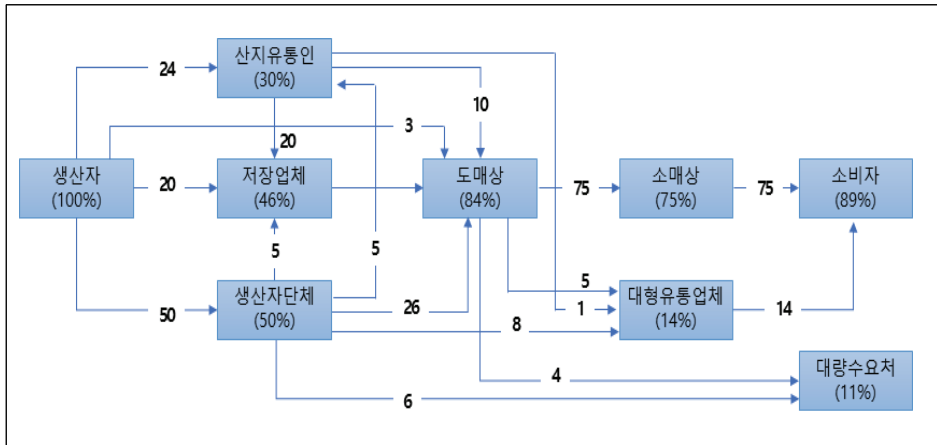 산지유통인
(30%)
24
10
3
20
생산자
(100%)
20
저장업체
(46%)
도매상
(84%)
75
소매상
(75%)
75
소비자
(89%)
5
5
생산자단체
(50%)
50
26
8
5
1
대형유통업체
(14%)
14
4
6
대량수요처
(11%)